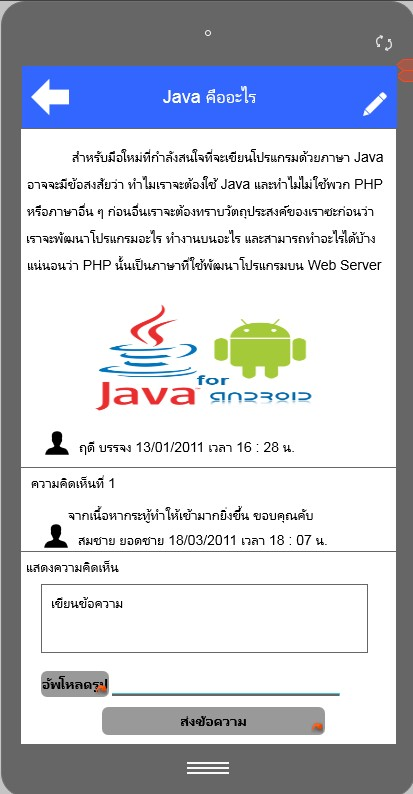 Java คืออะไร
สำหรับมือใหม่ที่กำลังสนใจที่จะเขียนโปรแกรมด้วยภาษา Java
อาจจะมีข้อสงสัยว่า ทำไมเราจะต้องใช้ Java และทำไมไม่ใช้พวก PHP
หรือภาษาอื่น ๆ ก่อนอื่นเราจะต้องทราบวัตถุประสงค์ของเราซะก่อนว่า
เราจะพัฒนาโปรแกรมอะไร ทำงานบนอะไร และสามารถทำอะไรได้บ้าง
แน่นอนว่า PHP นั้นเป็นภาษาที่ใช้พัฒนาโปรแกรมบน Web Server
Java for ANDROID
ฤดี บรรจง 13/01/2011 เวลา 16 : 28 น.
ความคิดเห็นที่ 1
จากเนื้อหากระทู้ทำให้เข้ามากยิ่งขึ้น ขอบคุณคับ
สมชาย ยอดชาย 18/03/2011 เวลา 18 : 07 น.
แสดงความคิดเห็น
เขียนข้อความ
อัพโหลดรูป
ส่งข้อความ